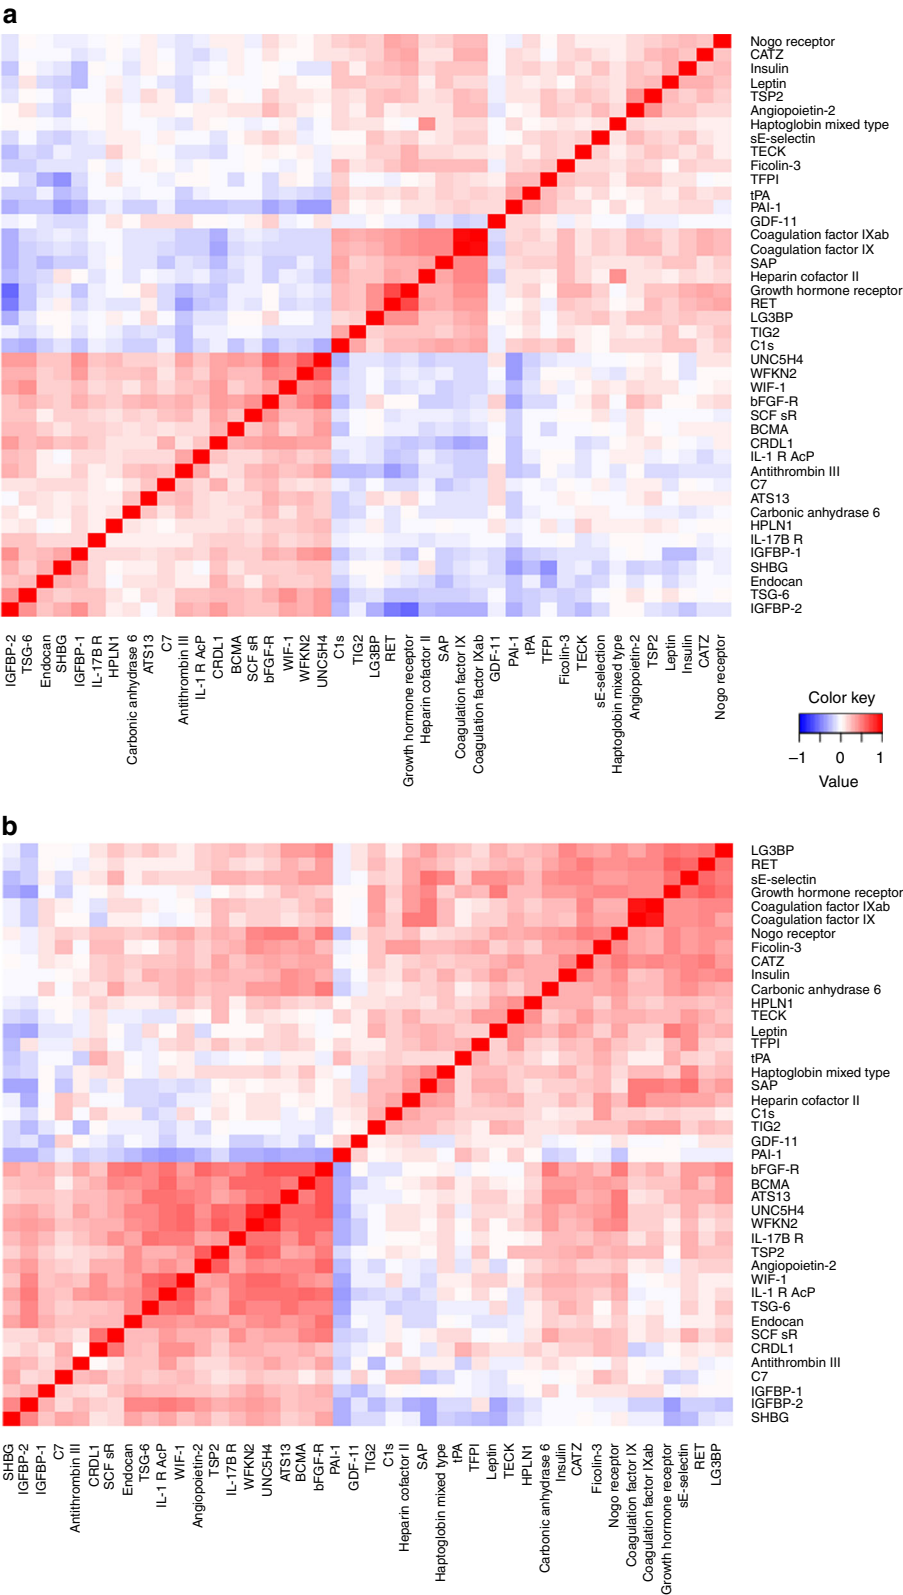 a
Nogo receptor
CATZ
Insulin
Leptin
TSP2
Angiopoietin-2
Haptoglobin mixed type
sE-selectin
TECK
Ficolin-3
TFPI
tPA
PAI-1
GDF-11
Coagulation factor IXab
Coagulation factor IX
SAP
Heparin cofactor II
Growth hormone receptor
RET
LG3BP
TIG2
C1s
UNC5H4
WFKN2
WIF-1
bFGF-R
SCF sR
BCMA
CRDL1
IL-1 R AcP
Antithrombin III
C7
ATS13
Carbonic anhydrase 6
HPLN1
IL-17B R
IGFBP-1
SHBG
Endocan
TSG-6
IGFBP-2
IGFBP-2
TSG-6
Endocan
SHBG
IGFBP-1
IL-17B R
HPLN1
Carbonic anhydrase 6
ATS13
C7
Antithrombin III
IL-1 R AcP
CRDL1
BCMA
SCF sR
bFGF-R
WIF-1
WFKN2
UNC5H4
C1s
TIG2
LG3BP
RET
Growth hormone receptor
Heparin cofactor II
SAP
Coagulation factor IX
Coagulation factor IXab
GDF-11
PAI-1
tPA
TFPI
Ficolin-3
TECK
sE-selection
Haptoglobin mixed type
Angiopoietin-2
TSP2
Leptin
Insulin
CATZ
Nogo receptor
Color key
−1 0 1
Value
b
LG3BP
RET
sE-selectin
Growth hormone receptor
Coagulation factor IXab
Coagulation factor IX
Nogo receptor
Ficolin-3
CATZ
Insulin
Carbonic anhydrase 6
HPLN1
TECK
Leptin
TFPI
tPA
Haptoglobin mixed type
SAP
Heparin cofactor II
C1s
TIG2
GDF-11
PAI-1
bFGF-R
BCMA
ATS13
UNC5H4
WFKN2
IL-17B R
TSP2
Angiopoietin-2
WIF-1
IL-1 R AcP
TSG-6
Endocan
SCF sR
CRDL1
Antithrombin III
C7
IGFBP-1
IGFBP-2
SHBG
SHBG
IGFBP-2
IGFBP-1
C7
Antithrombin III
CRDL1
SCF sR
Endocan
TSG-6
IL-1 R AcP
WIF-1
Angiopoietin-2
TSP2
IL-17B R
WFKN2
UNC5H4
ATS13
BCMA
bFGF-R
PAI-1
GDF-11
TIG2
C1s
Heparin cofactor II
SAP
Haptoglobin mixed type
tPA
TFPI
Leptin
TECK
HPLN1
Carbonic anhydrase 6
Insulin
CATZ
Ficolin-3
Nogo receptor
Coagulation factor IX
Coagulation factor IXab
Growth hormone receptor
sE-selectin
RET
LG3BP